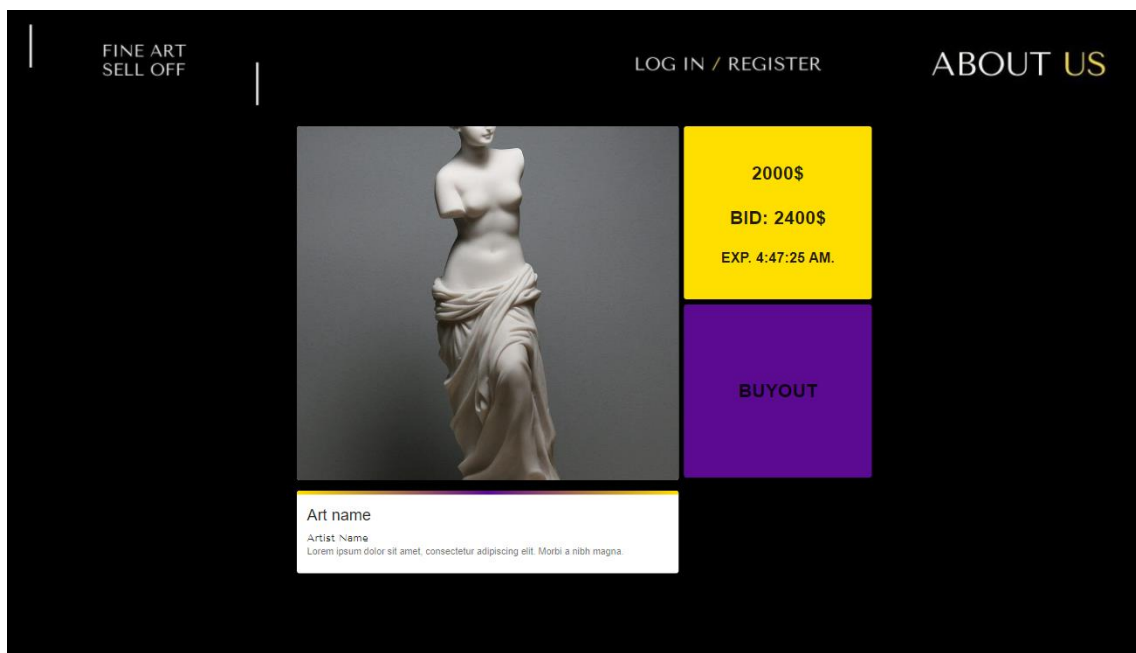 FINE ART
SELL OFF
LOG IN / REGISTER
ABOUT US
2000$
BID: 2400$
EXP. 4:47:25 AM.
BUYOUT
Art name
Artist Name
Lorem ipsum dolor sit amet, consectetur adipiscing elit. Morbi a nibh magna.